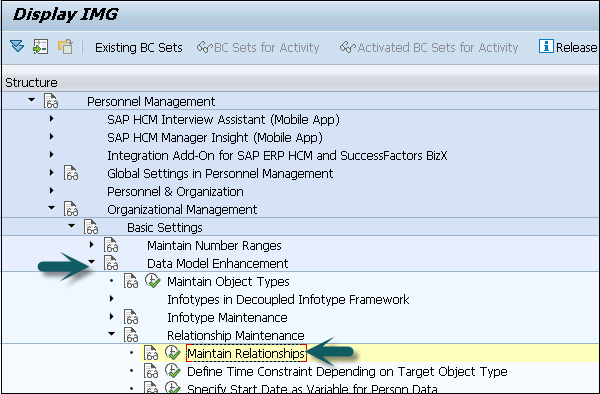 Display IMG
Existing BC Sets BC Sets for Activity Activated BC Sets for Activity Release
Structure
Personnel Management
SAP HCM Interview Assistant (Mobile App)
SAP HCM Manager Insight (Mobile App)
Integration Add-On for SAP ERP HCM and SuccessFactors BizX
Global Settings in Personnel Management
Personnel & Organization
Organizational Management
Basic Settings
Maintain Number Ranges
Data Model Enhancement
Maintain Object Types
Infotypes in Decoupled Infotype Framework
Infotype Maintenance
Relationship Maintenance
Maintain Relationships
Define Time Constraint Depending on Target Object Type
Specify Start Date as Variable for Person Data